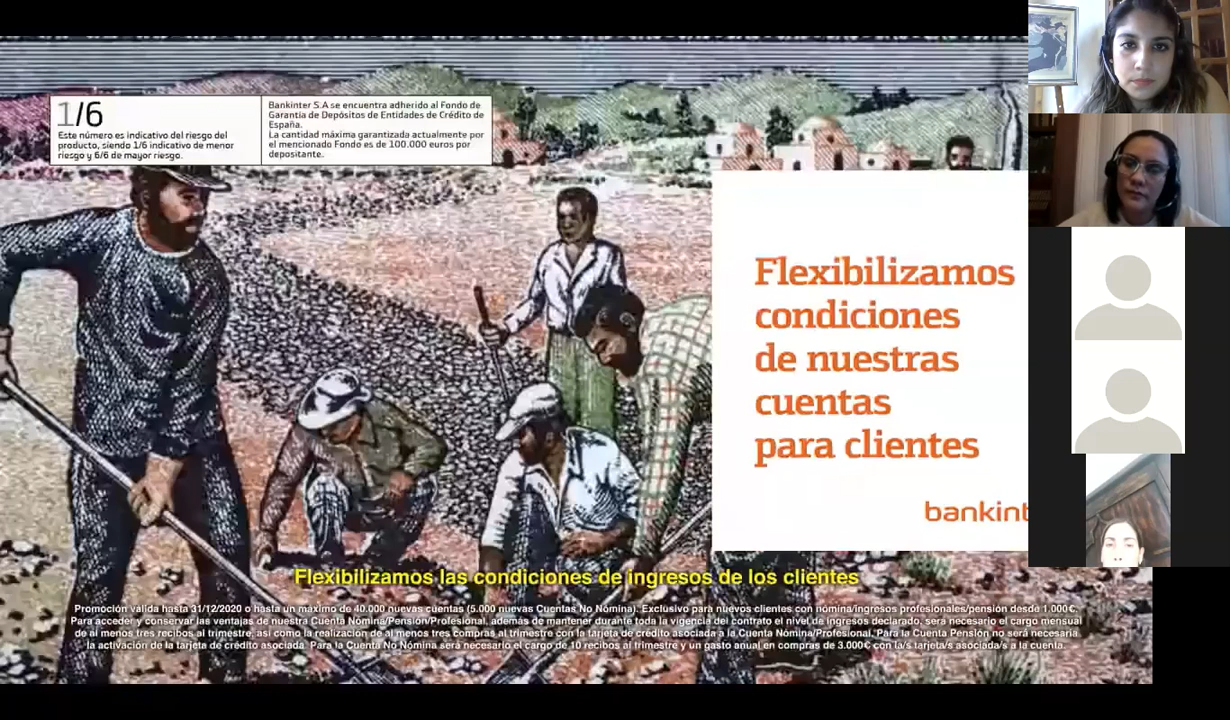 1/6
Este número es indicativo del riesgo del
producto, siendo 1/6 indicativo de menor
riesgo y 6/6 de mayor riesgo.
Bankinter S.A se encuentra adherido al Fondo de
Garantía de Depósitos de Entidades de Crédito de
España.
La cantidad máxima garantizada actualmente por
el mencionado Fondo es de 100.000 euros por
depositante.
Flexibilizamos
condiciones
de nuestras
cuentas
para clientes
bankint
Flexibilizamos las condiciones de ingresos de los clientes
Promoción válida hasta 31/12/2020 o hasta un máximo de 40.000 nuevas cuentas (5.000 nuevas Cuentas No Nómina). Exclusivo para nuevos clientes con nómina/ingresos profesionales/pensión desde 1.000€.
Para acceder y conservar las ventajas de nuestra Cuenta Nómina/Pensión/Profesional, además de mantener durante toda la vigencia del contrato el nivel de ingresos declarado, será necesario el cargo mensual
de al menos tres recibos al trimestre, así como la realización de al menos tres compras al trimestre con la tarjeta de crédito asociada a la Cuenta Nómina/Profesional. Para la Cuenta Pensión no será necesaria
la activación de la tarjeta de crédito asociada. Para la Cuenta No Nómina será necesario el cargo de 10 recibos al trimestre y un gasto anual en compras de 3.000€ con la/s tarjeta/s asociada/s a la cuenta.